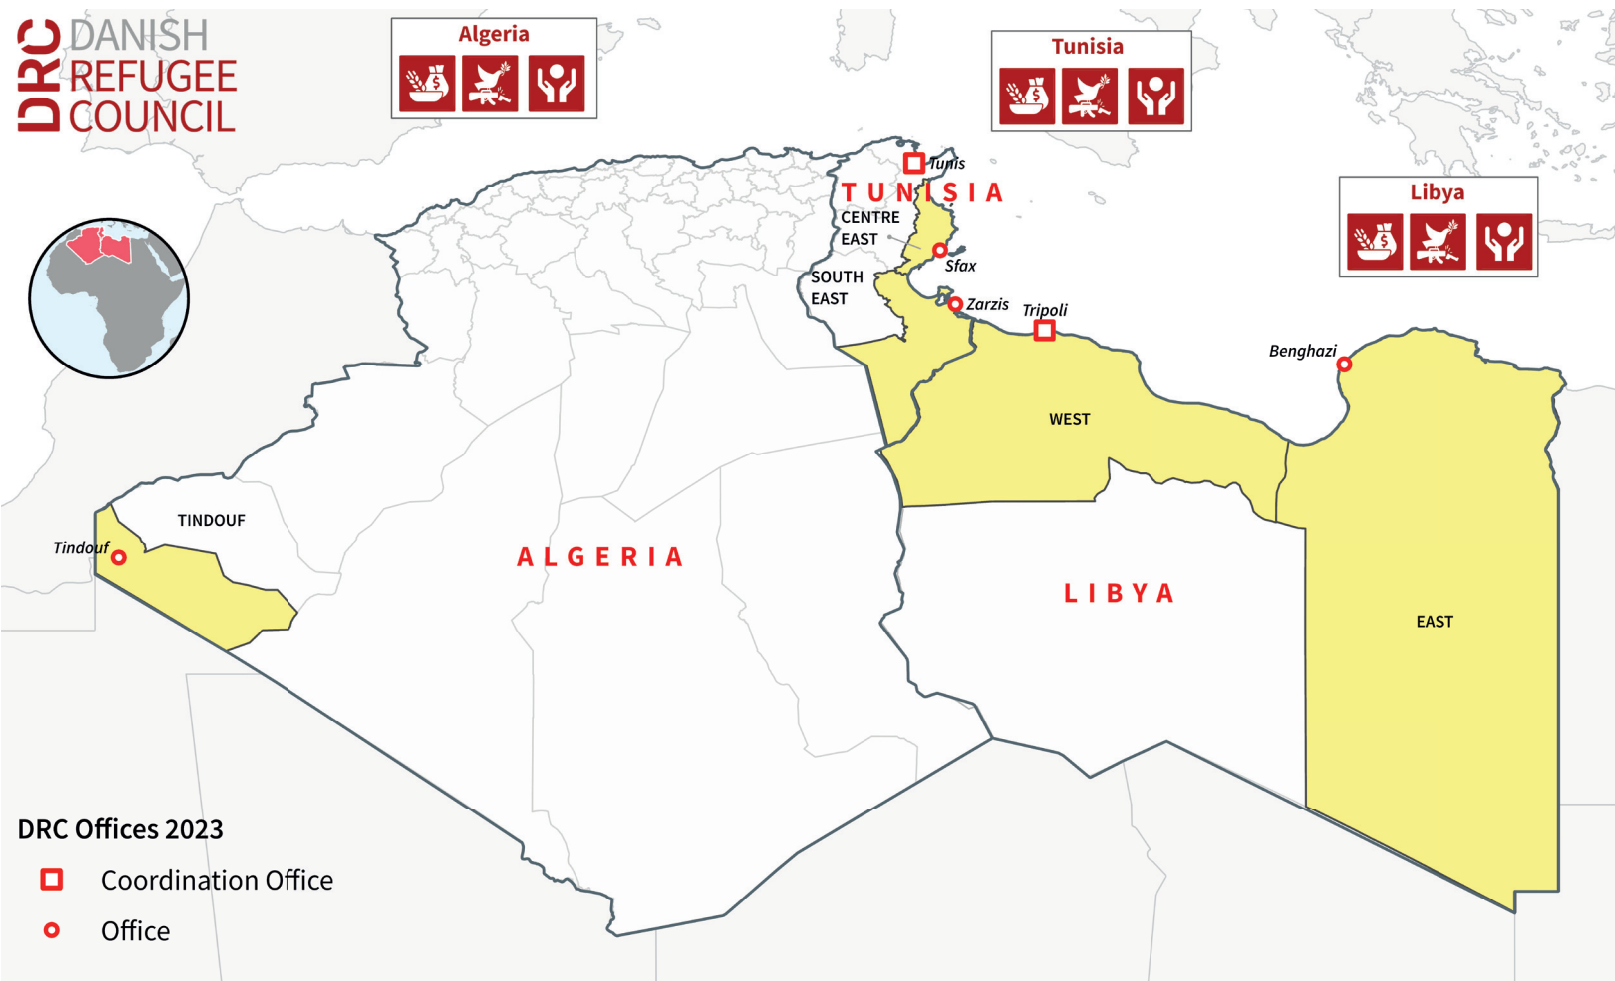 DRC
DANISH
REFUGEE
COUNCIL
Algeria
$
Tunisia
$
Libya
$
Tunis
TUNISIA
CENTRE
EAST
Sfax
SOUTH
EAST
Zarzis
Tripoli
Benghazi
WEST
TINDOUF
Tindouf
ALGERIA
LIBYA
EAST
DRC Offices 2023
Coordination Office
Office